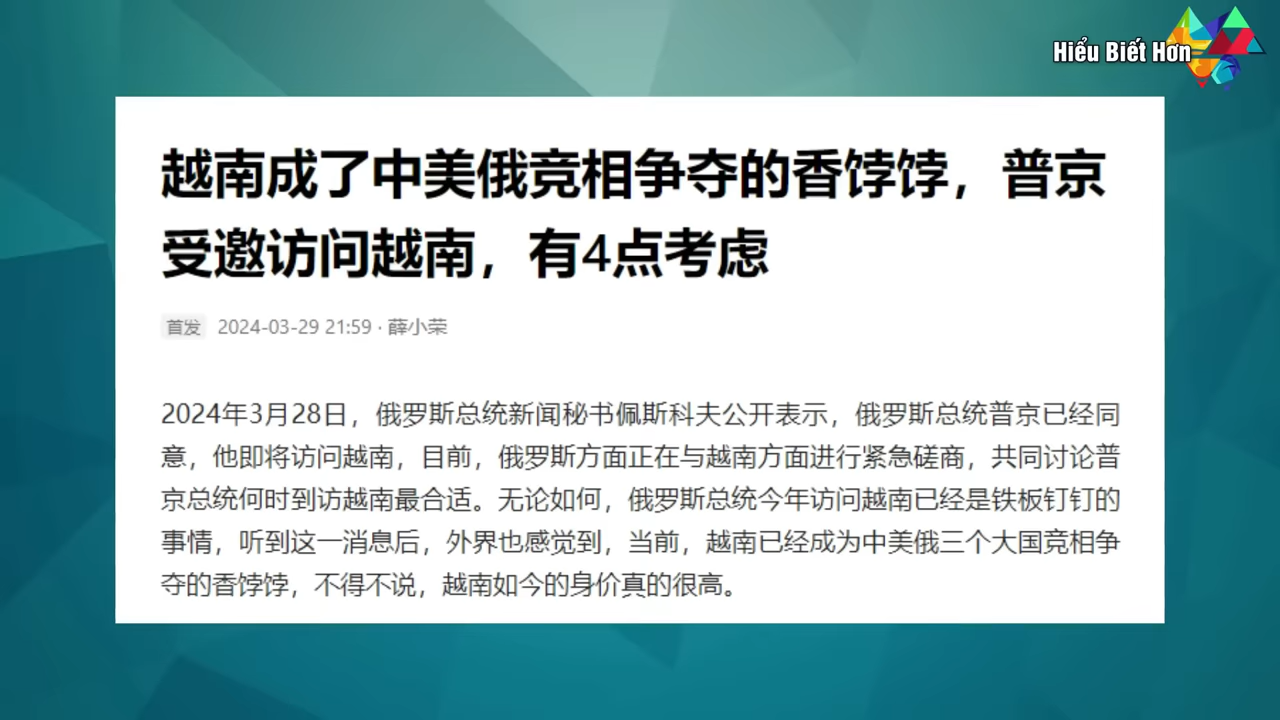 Hiểu Biết Hơn
越南成了中美俄竞相争夺的香饽饽，普京
受邀访问越南，有4点考虑
首发 2024-03-29 21:59 · 薛小荣
2024年3月28日，俄罗斯总统新闻秘书佩斯科夫公开表示，俄罗斯总统普京已经同
意，他即将访问越南，目前，俄罗斯方面正在与越南方面进行紧急磋商，共同讨论普
京总统何时到访越南最合适。无论如何，俄罗斯总统今年访问越南已经是铁板钉钉的
事情，听到这一消息后，外界也感觉到，当前，越南已经成为中美俄三个大国竞相争
夺的香饽饽，不得不说，越南如今的身价真的很高。